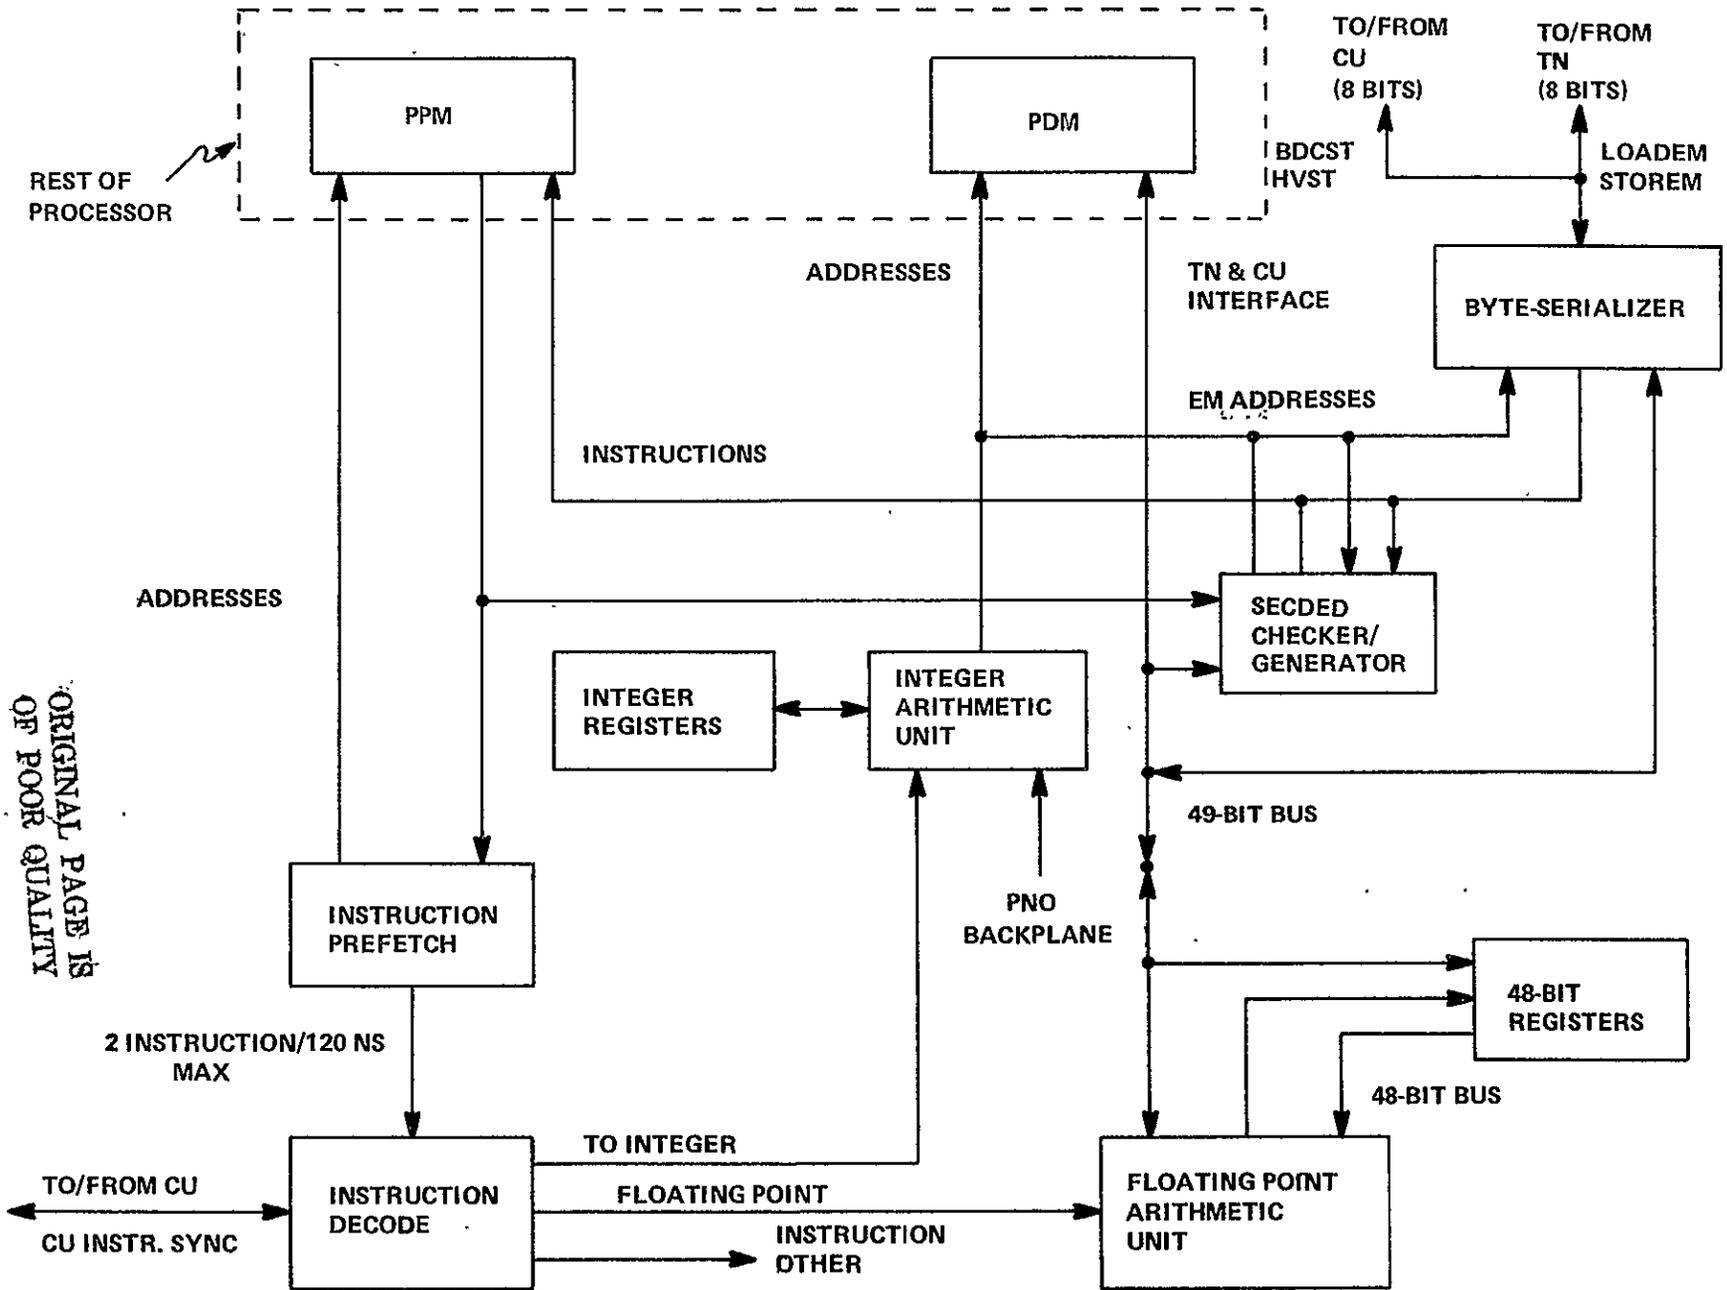 TO/FROM
CU
(8 BITS)
TO/FROM
TN
(8 BITS)
PPM
PDM
BDCST
HVST
LOADEM
STOREM
REST OF
PROCESSOR
ADDRESSES
TN & CU
INTERFACE
BYTE-SERIALIZER
EM ADDRESSES
INSTRUCTIONS
ADDRESSES
SECDED
CHECKER/
GENERATOR
INTEGER
REGISTERS
INTEGER
ARITHMETIC
UNIT
49-BIT BUS
ORIGINAL PAGE IS
OF POOR QUALITY
PNO
BACKPLANE
INSTRUCTION
PREFETCH
48-BIT
REGISTERS
2 INSTRUCTION/120 NS
MAX
48-BIT BUS
TO INTEGER
TO/FROM CU
CU INSTR. SYNC
INSTRUCTION
DECODE
FLOATING POINT
INSTRUCTION
OTHER
FLOATING POINT
ARITHMETIC
UNIT